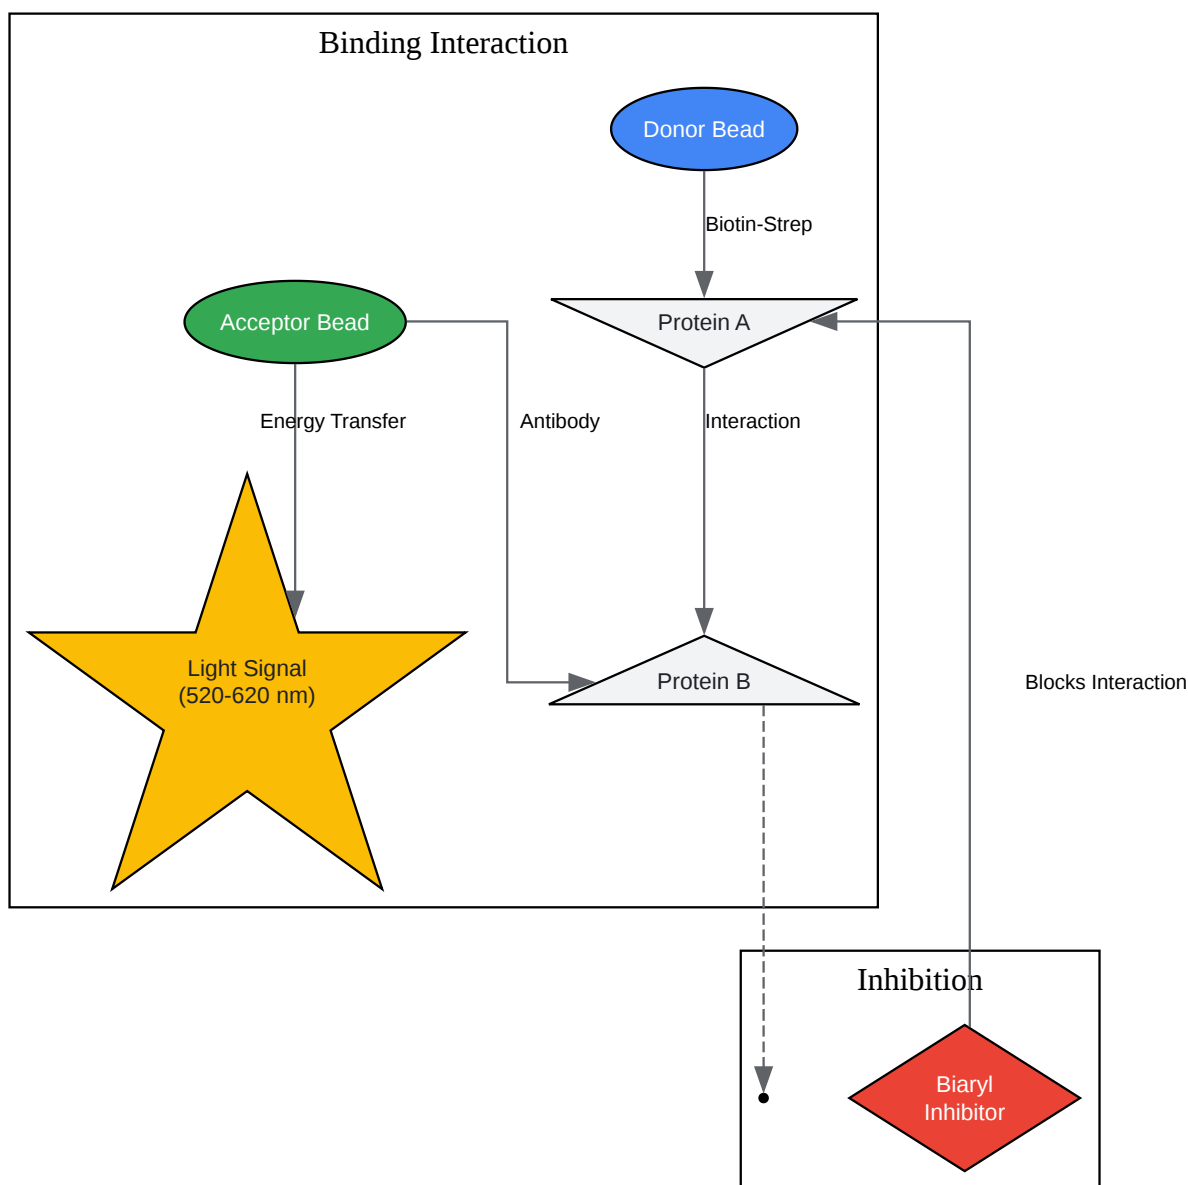 Binding Interaction
Donor Bead
Biotin-Strep
Acceptor Bead
Protein A
Energy Transfer
Antibody
Interaction
Light Signal
(520-620 nm)
Protein B
Blocks Interaction
Inhibition
Biaryl
Inhibitor